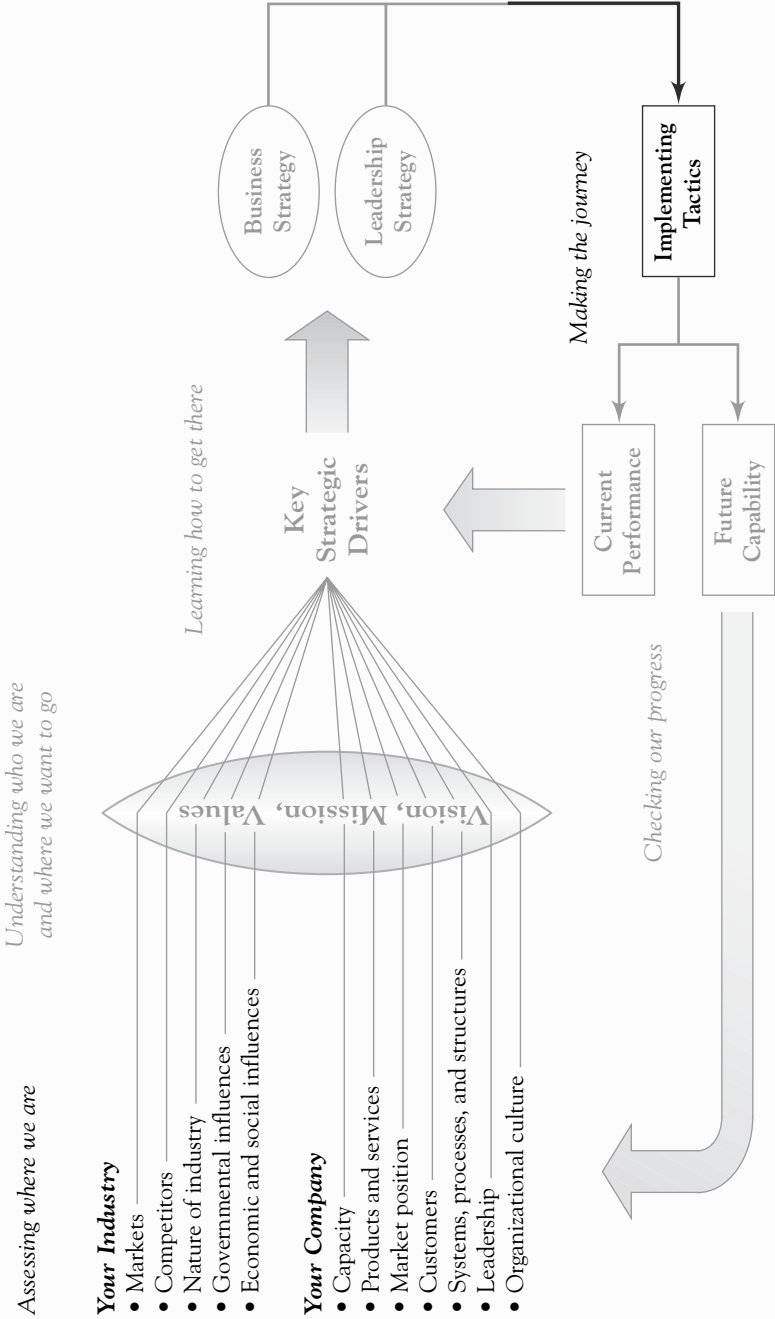 Assessing where we are
Understanding who we are
and where we want to go
Learning how to get there
Your Industry
• Markets
• Competitors
• Nature of industry
• Governmental influences
• Economic and social influences
Your Company
• Capacity
• Products and services
• Market position
• Customers
• Systems, processes, and structures
• Leadership
• Organizational culture
Vision, Mission, Values
Key
Strategic
Drivers
Business
Strategy
Leadership
Strategy
Making the journey
Implementing
Tactics
Current
Performance
Future
Capability
Checking our progress